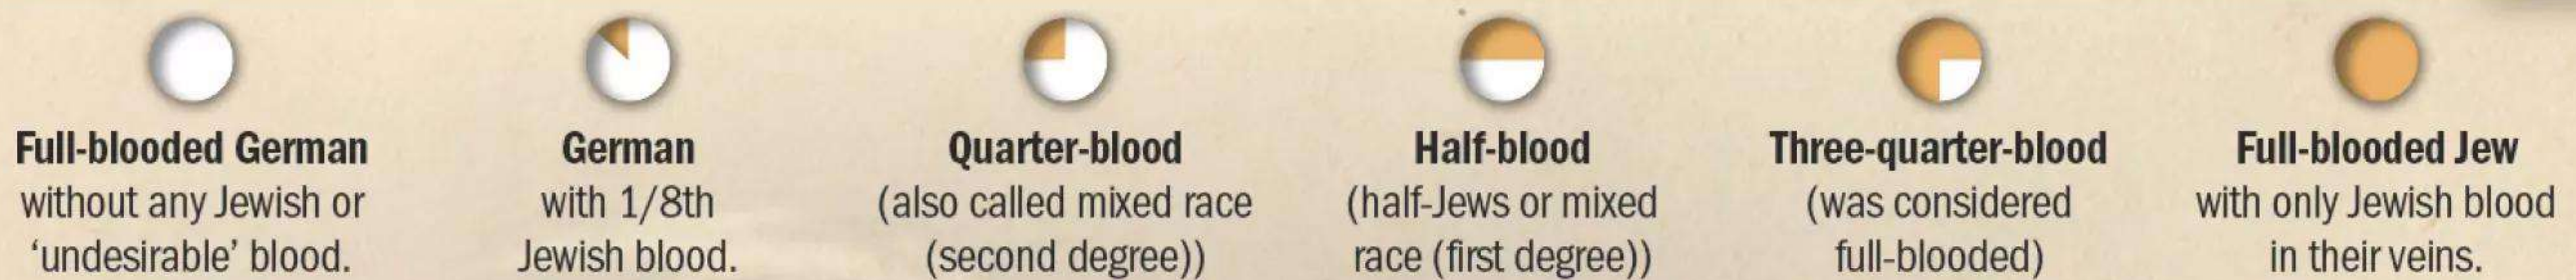 Full-blooded German
without any Jewish or
‘undesirable’ blood.
German
with 1/8th
Jewish blood.
Quarter-blood
(also called mixed race
(second degree))
Half-blood
(half-Jews or mixed
race (first degree))
Three-quarter-blood
(was considered
full-blooded)
Full-blooded Jew
with only Jewish blood
in their veins.